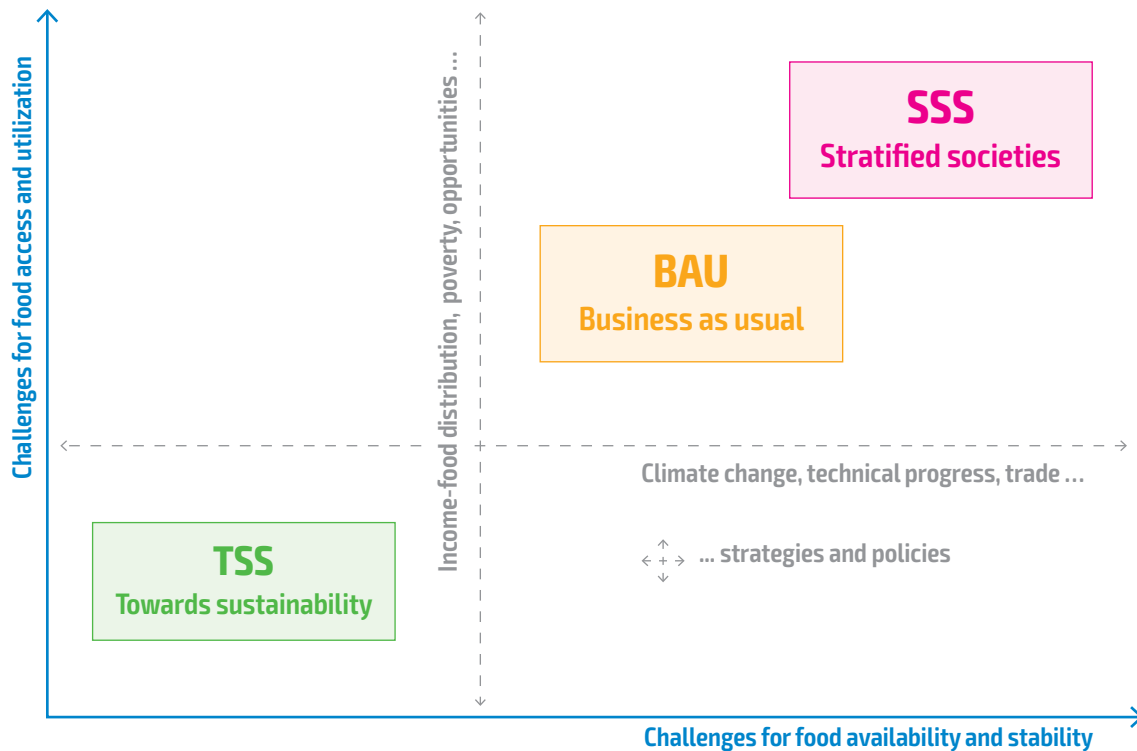 Challenges for food access and utilization
Income-food distribution, poverty, opportunities ...
SSS
Stratified societies
BAU
Business as usual
Climate change, technical progress, trade ...
TSS
Towards sustainability
... strategies and policies
Challenges for food availability and stability